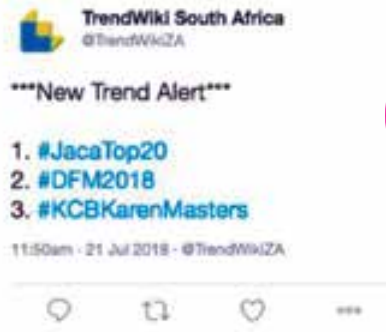 TrendWiki South Africa
@TrendWikiZA
***New Trend Alert***
1. #JacaTop20
2. #DFM2018
3. #KCBKarenMasters
11:50am - 21 Jul 2018 - @TrendWikiZA